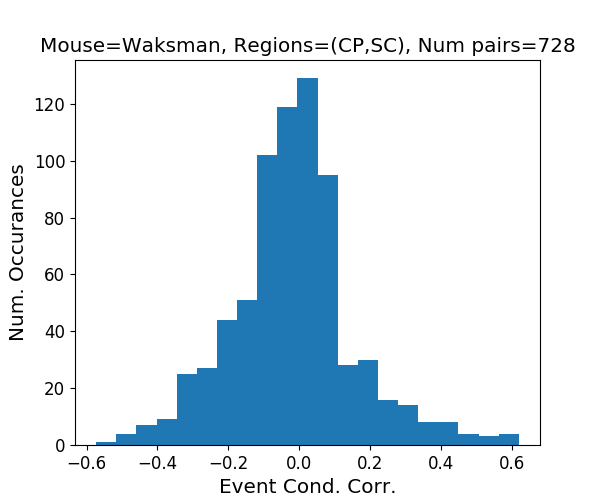 Mouse=Waksman, Regions=(CP,SC), Num pairs=728
120
100
80
60
40
20
0
Num. Occurances
−0.6 −0.4 −0.2 0.0 0.2 0.4 0.6
Event Cond. Corr.